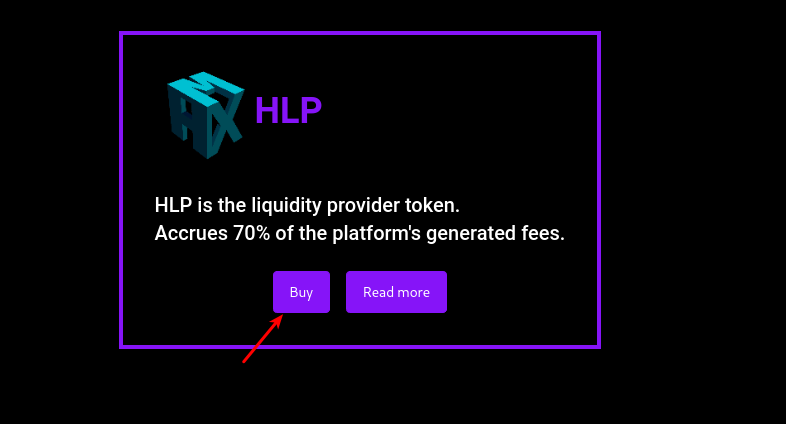 HLP
HLP is the liquidity provider token.
Accrues 70% of the platform's generated fees.
Buy
Read more